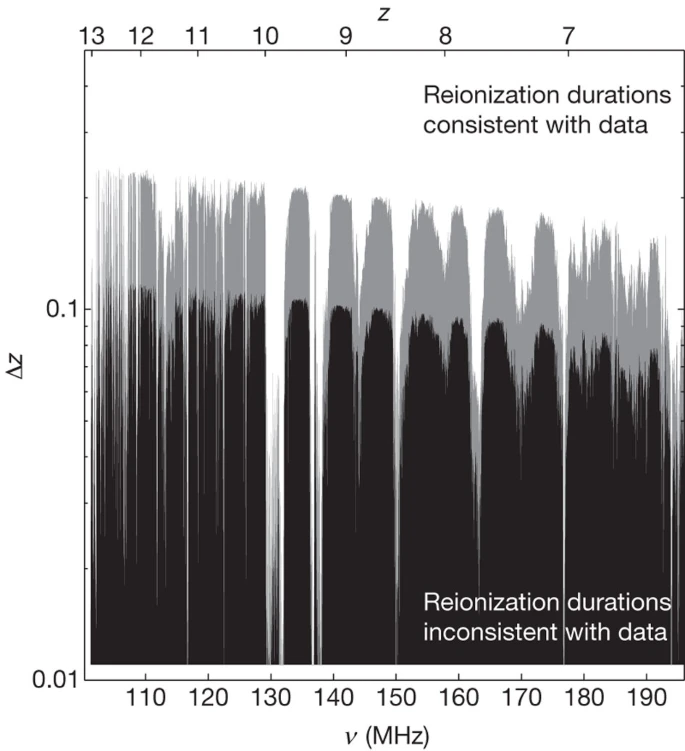 z
13 12 11 10 9 8 7
Reionization durations
consistent with data
0.1
Δz
Reionization durations
inconsistent with data
0.01
110 120 130 140 150 160 170 180 190
ν (MHz)